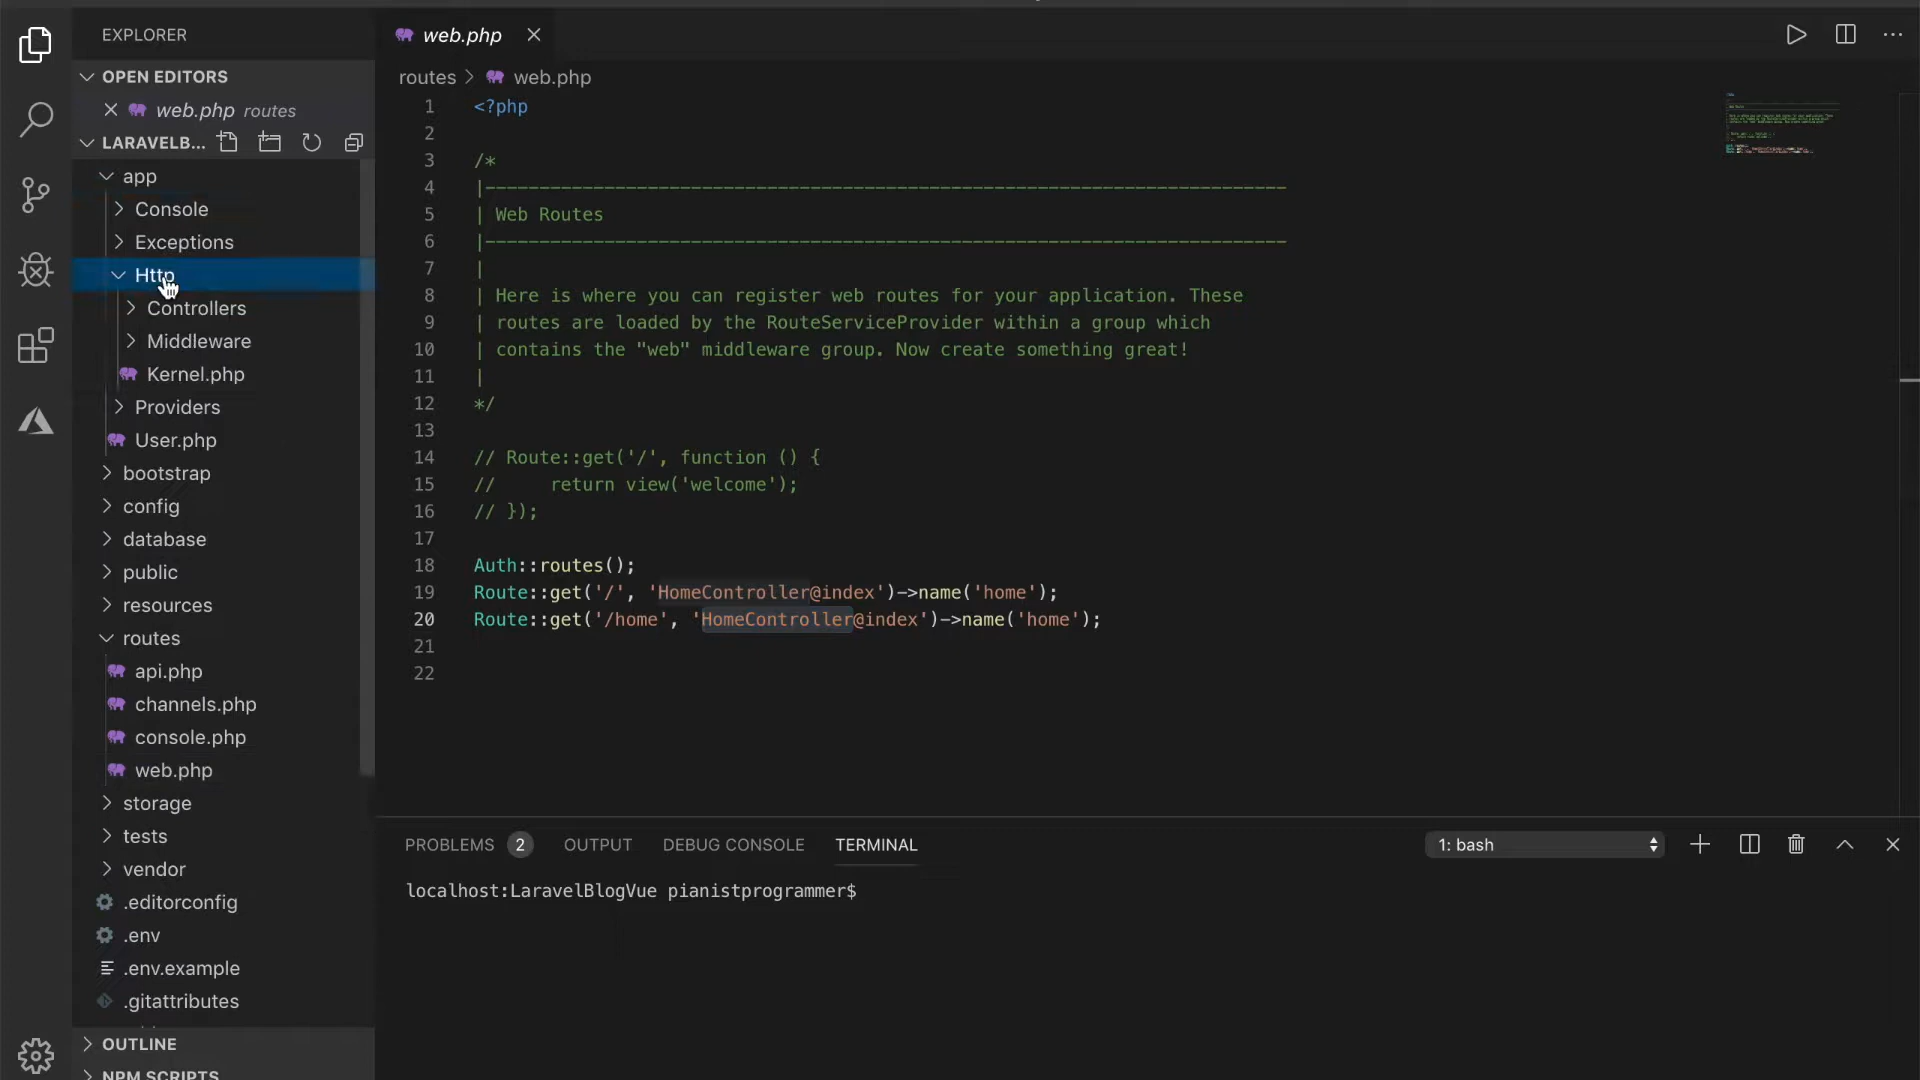 EXPLORER
OPEN EDITORS
web.php routes
LARAVELB...
app
Console
Exceptions
Http
Controllers
Middleware
Kernel.php
Providers
User.php
bootstrap
config
database
public
resources
routes
api.php
channels.php
console.php
web.php
storage
tests
vendor
.editorconfig
.env
.env.example
.gitattributes
OUTLINE
NPM SCRIPTS
web.php
routes > web.php
1 <?php
2
3 /*
4 |--------------------------------------------------------------------------
5 | Web Routes
6 |--------------------------------------------------------------------------
7 |
8 | Here is where you can register web routes for your application. These
9 | routes are loaded by the RouteServiceProvider within a group which
10 | contains the "web" middleware group. Now create something great!
11 |
12 */
13
14 // Route::get('/', function () {
15 //     return view('welcome');
16 // });
17
18 Auth::routes();
19 Route::get('/', 'HomeController@index')->name('home');
20 Route::get('/home', 'HomeController@index')->name('home');
21
22
PROBLEMS 2 OUTPUT DEBUG CONSOLE TERMINAL 1: bash
localhost:LaravelBlogVue pianistprogrammer$